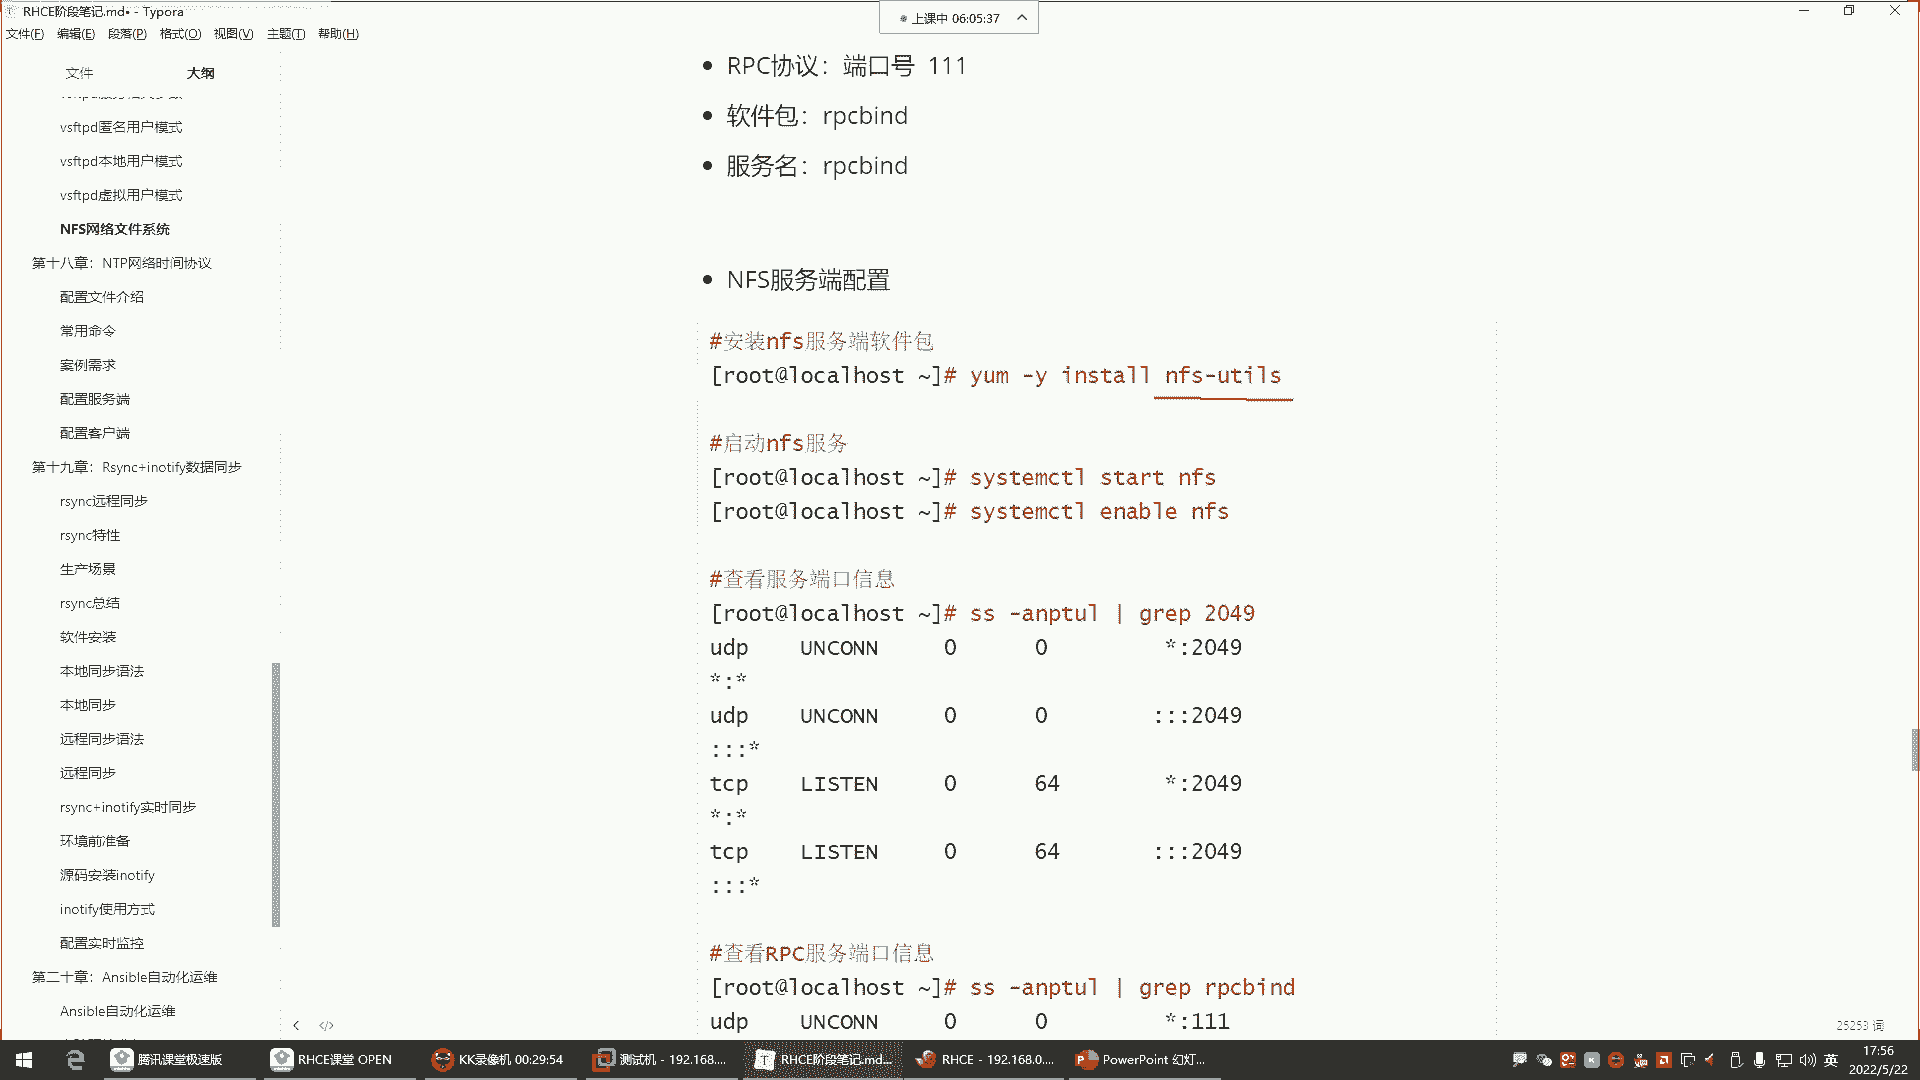 RHCE阶段笔记.md• - Typora
上课中 06:05:37
文件(F) 编辑(E) 段落(P) 格式(O) 视图(V) 主题(T) 帮助(H)
文件 大纲
vsftpd匿名用户模式
vsftpd本地用户模式
vsftpd虚拟用户模式
NFS网络文件系统
第十八章：NTP网络时间协议
配置文件介绍
常用命令
案例需求
配置服务端
配置客户端
第十九章：Rsync+inotify数据同步
rsync远程同步
rsync特性
生产场景
rsync总结
软件安装
本地同步语法
本地同步
远程同步语法
远程同步
rsync+inotify实时同步
环境前准备
源码安装inotify
inotify使用方式
配置实时监控
第二十章：Ansible自动化运维
Ansible自动化运维
• RPC协议：端口号 111
• 软件包：rpcbind
• 服务名：rpcbind
• NFS服务端配置
#安装nfs服务端软件包
[root@localhost ~]# yum -y install nfs-utils
#启动nfs服务
[root@localhost ~]# systemctl start nfs
[root@localhost ~]# systemctl enable nfs
#查看服务端口信息
[root@localhost ~]# ss -anptul | grep 2049
udp UNCONN 0 0 *:2049
*:*
udp UNCONN 0 0 :::2049
:::*
tcp LISTEN 0 64 *:2049
*:*
tcp LISTEN 0 64 :::2049
:::*
#查看RPC服务端口信息
[root@localhost ~]# ss -anptul | grep rpcbind
udp UNCONN 0 0 *:111
25253 词
腾讯课堂极速版
RHCE课堂 OPEN
KK录像机 00:29:54
测试机 - 192.168....
RHCE阶段笔记.md...
RHCE - 192.168.0....
PowerPoint 幻灯...
英
17:56
2022/5/22